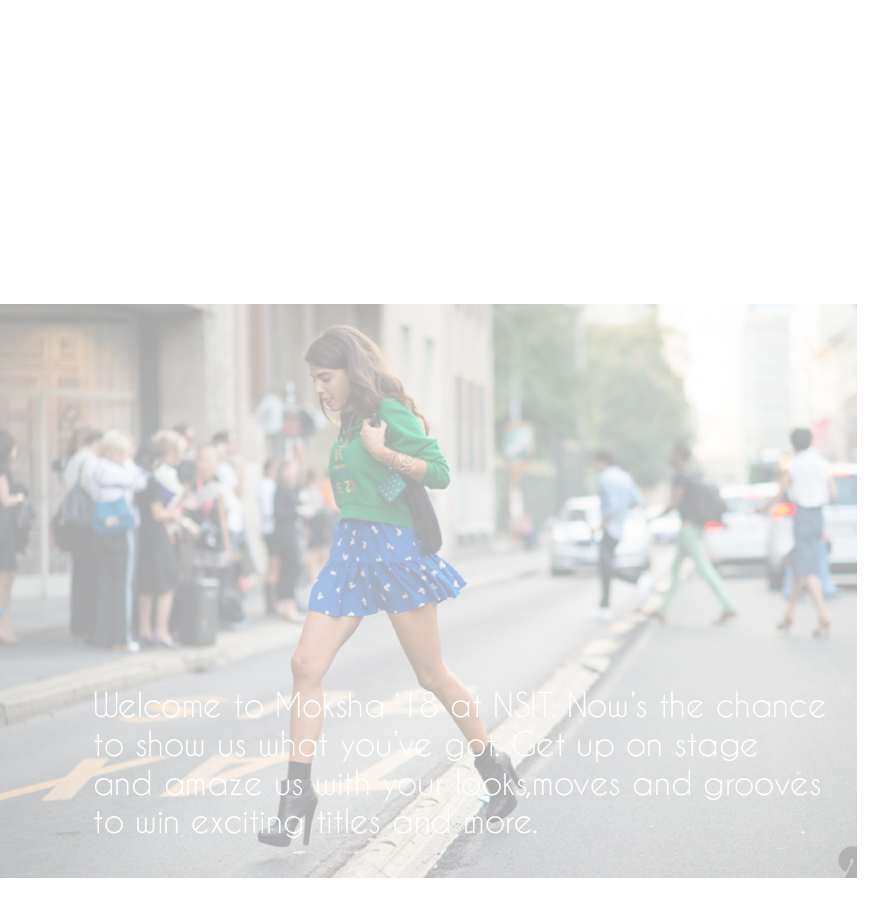 Welcome to Moksha '18 at NSIT. Now's the chance
to show us what you've got. Get up on stage
and amaze us with your looks,moves and grooves
to win exciting titles and more.